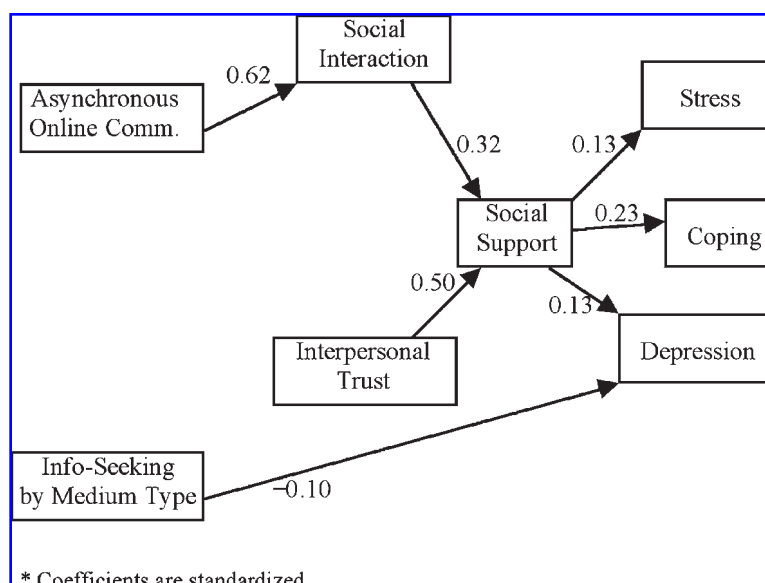 Social
Interaction
0.62
Asynchronous
Online Comm.
Stress
0.32
0.13
Social
Support
0.23
Coping
0.50
0.13
Interpersonal
Trust
Depression
Info-Seeking
by Medium Type
−0.10
* Coefficients are standardized